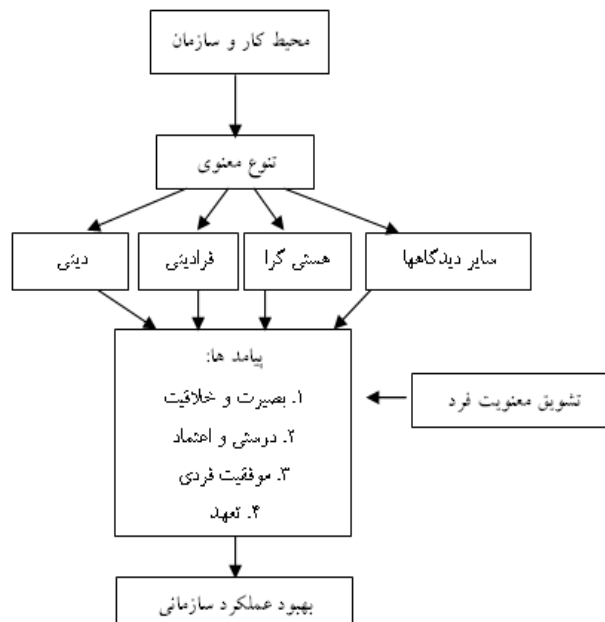 محیط کار و سازمان
تنوع معنوی
سایر دیدگاهها
هستی گرا
فرادینی
دینی
پیامد ها:
۱. بصیرت و خلاقیت
۲. دوستی و اعتماد
۳. موفقیت فردی
۴. تعهد
تشویق معنویت فرد
بهبود عملکرد سازمانی